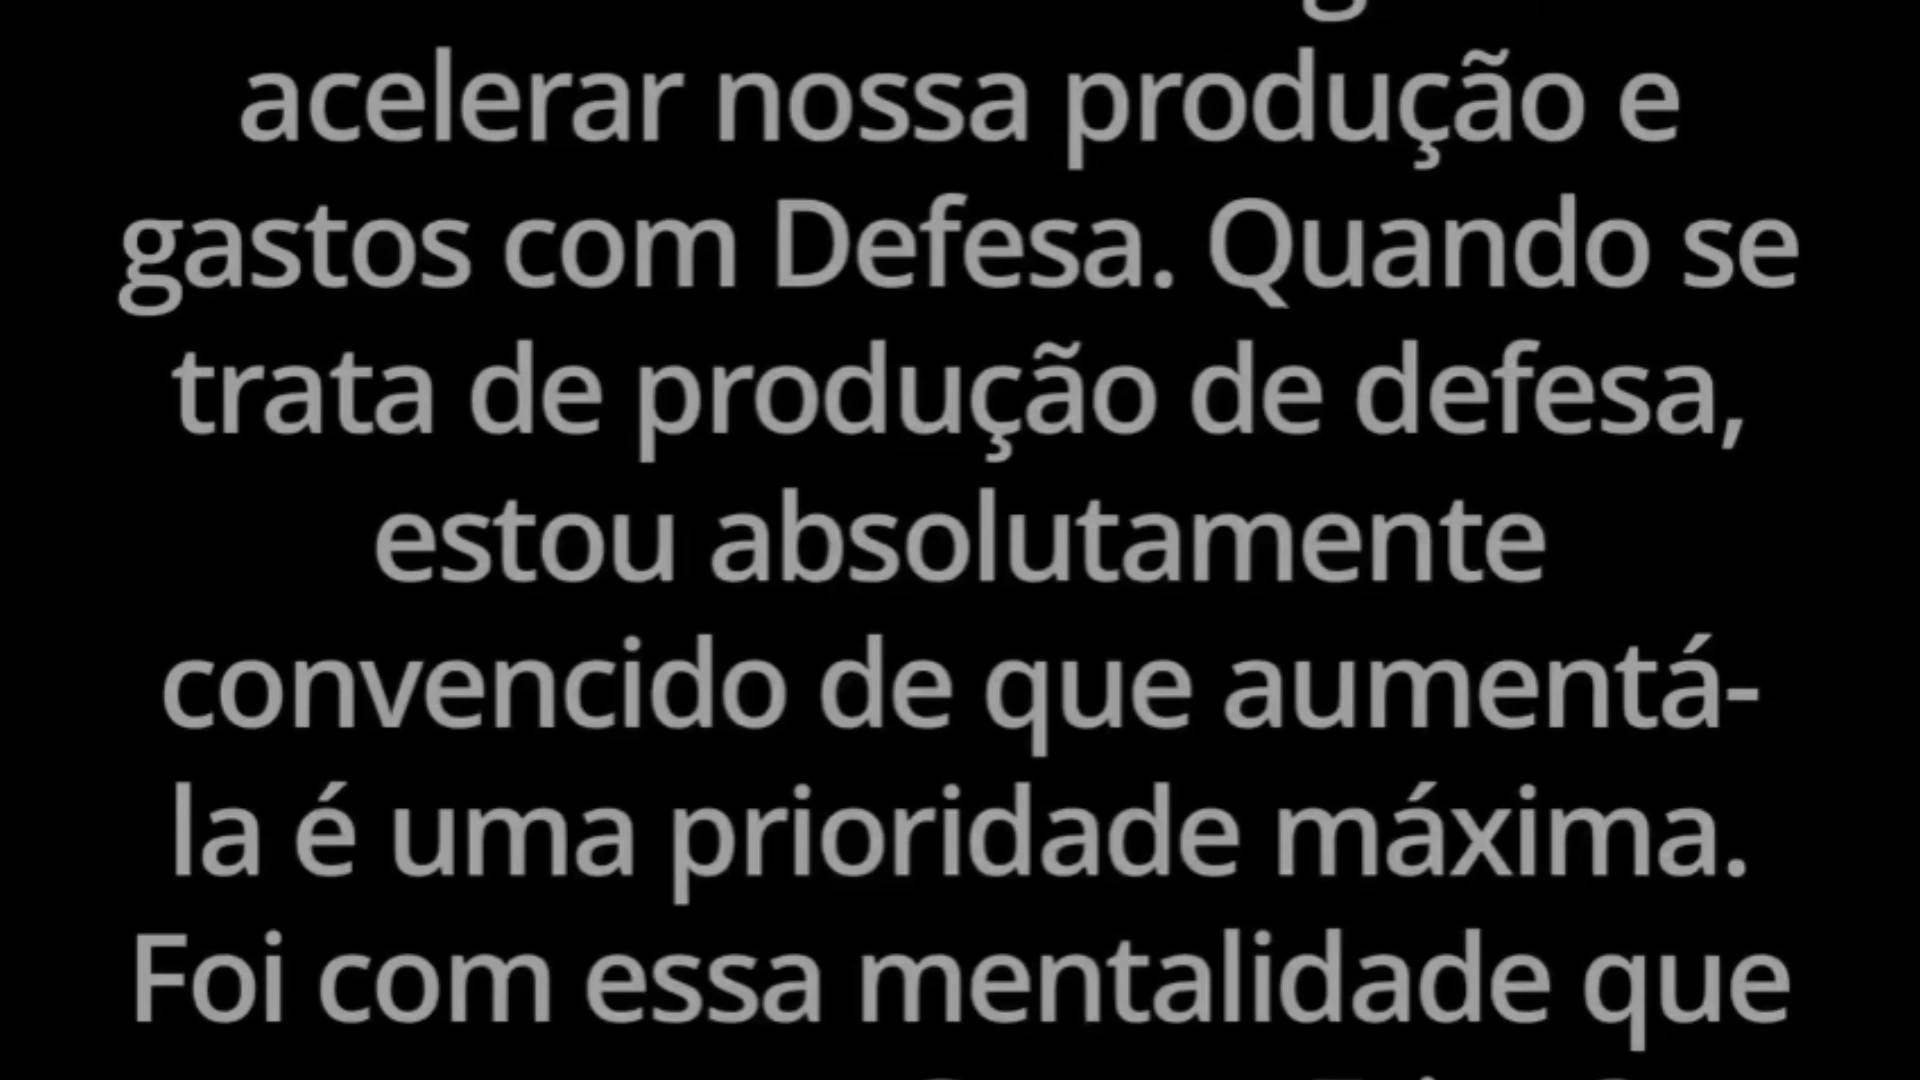 acelerar nossa produção e
gastos com Defesa. Quando se
trata de produção de defesa,
estou absolutamente
convencido de que aumentá-
la é uma prioridade máxima.
Foi com essa mentalidade que